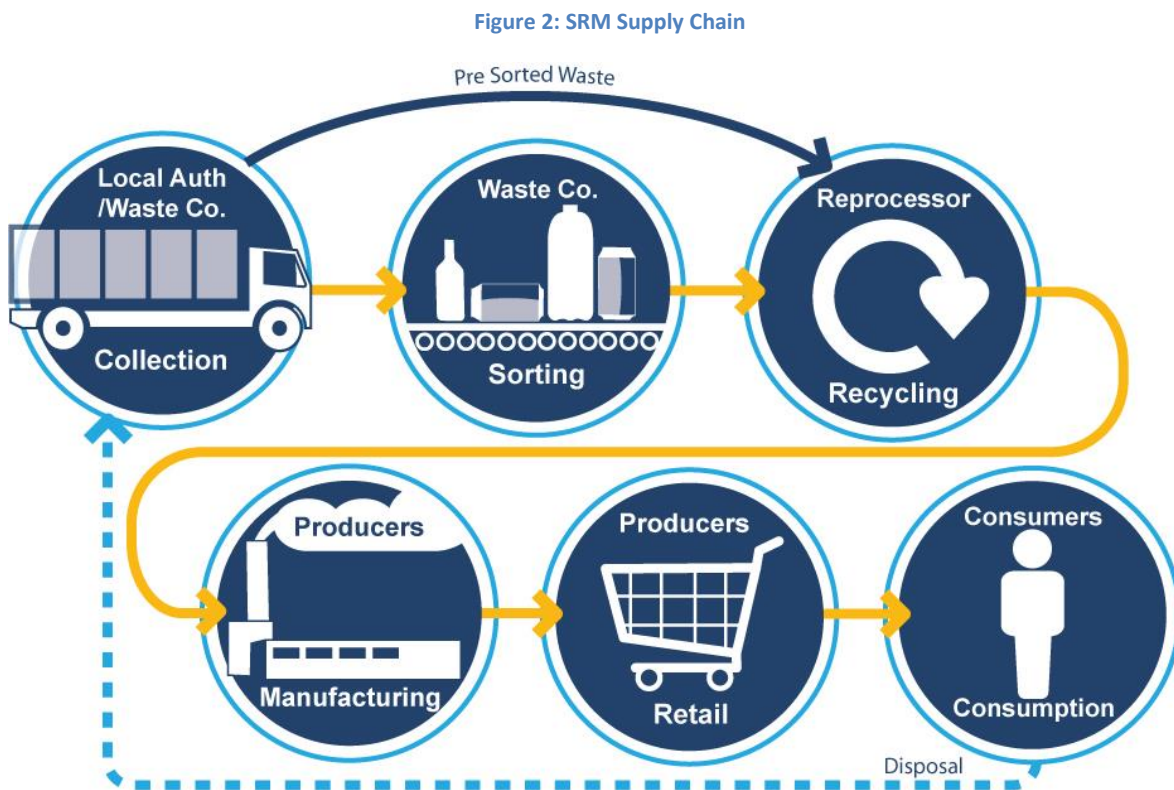 Figure 2: SRM Supply Chain
Pre Sorted Waste
Local Auth
/Waste Co.
Collection
Waste Co.
Sorting
Reprocessor
Recycling
Producers
Manufacturing
Producers
Retail
Consumers
Consumption
Disposal